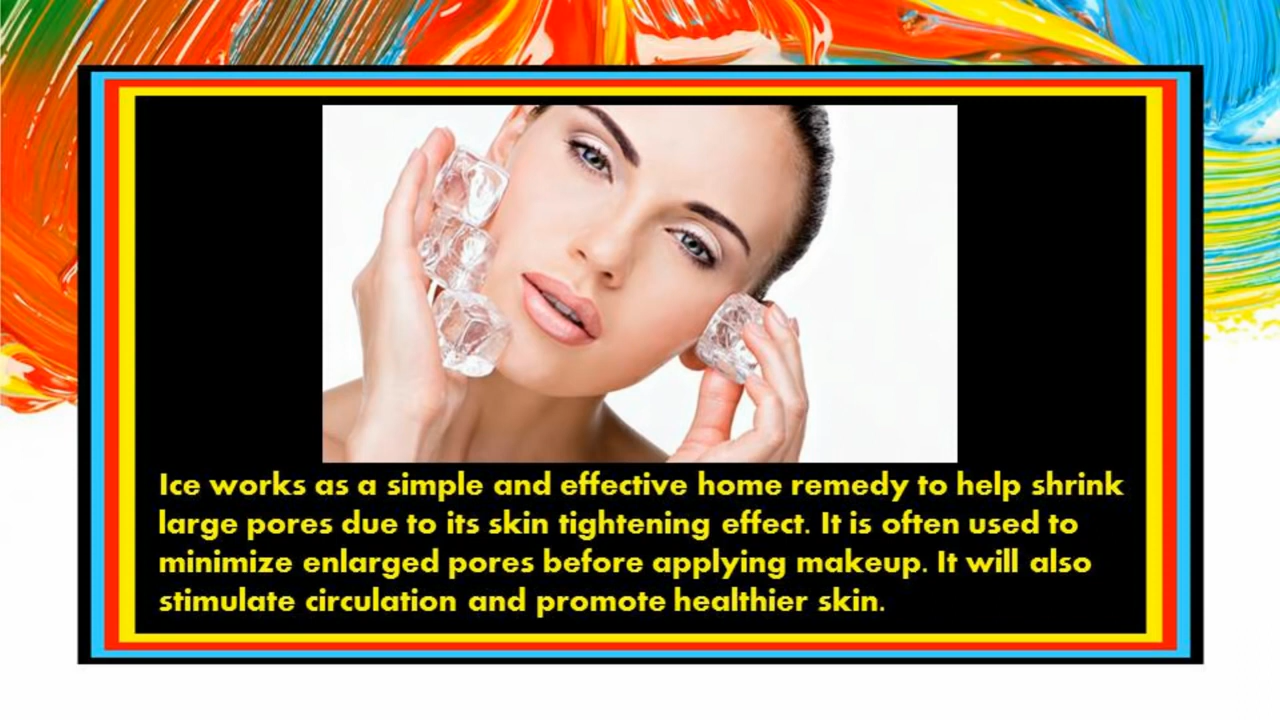 Ice works as a simple and effective home remedy to help shrink
large pores due to its skin tightening effect. It is often used to
minimize enlarged pores before applying makeup. It will also
stimulate circulation and promote healthier skin.